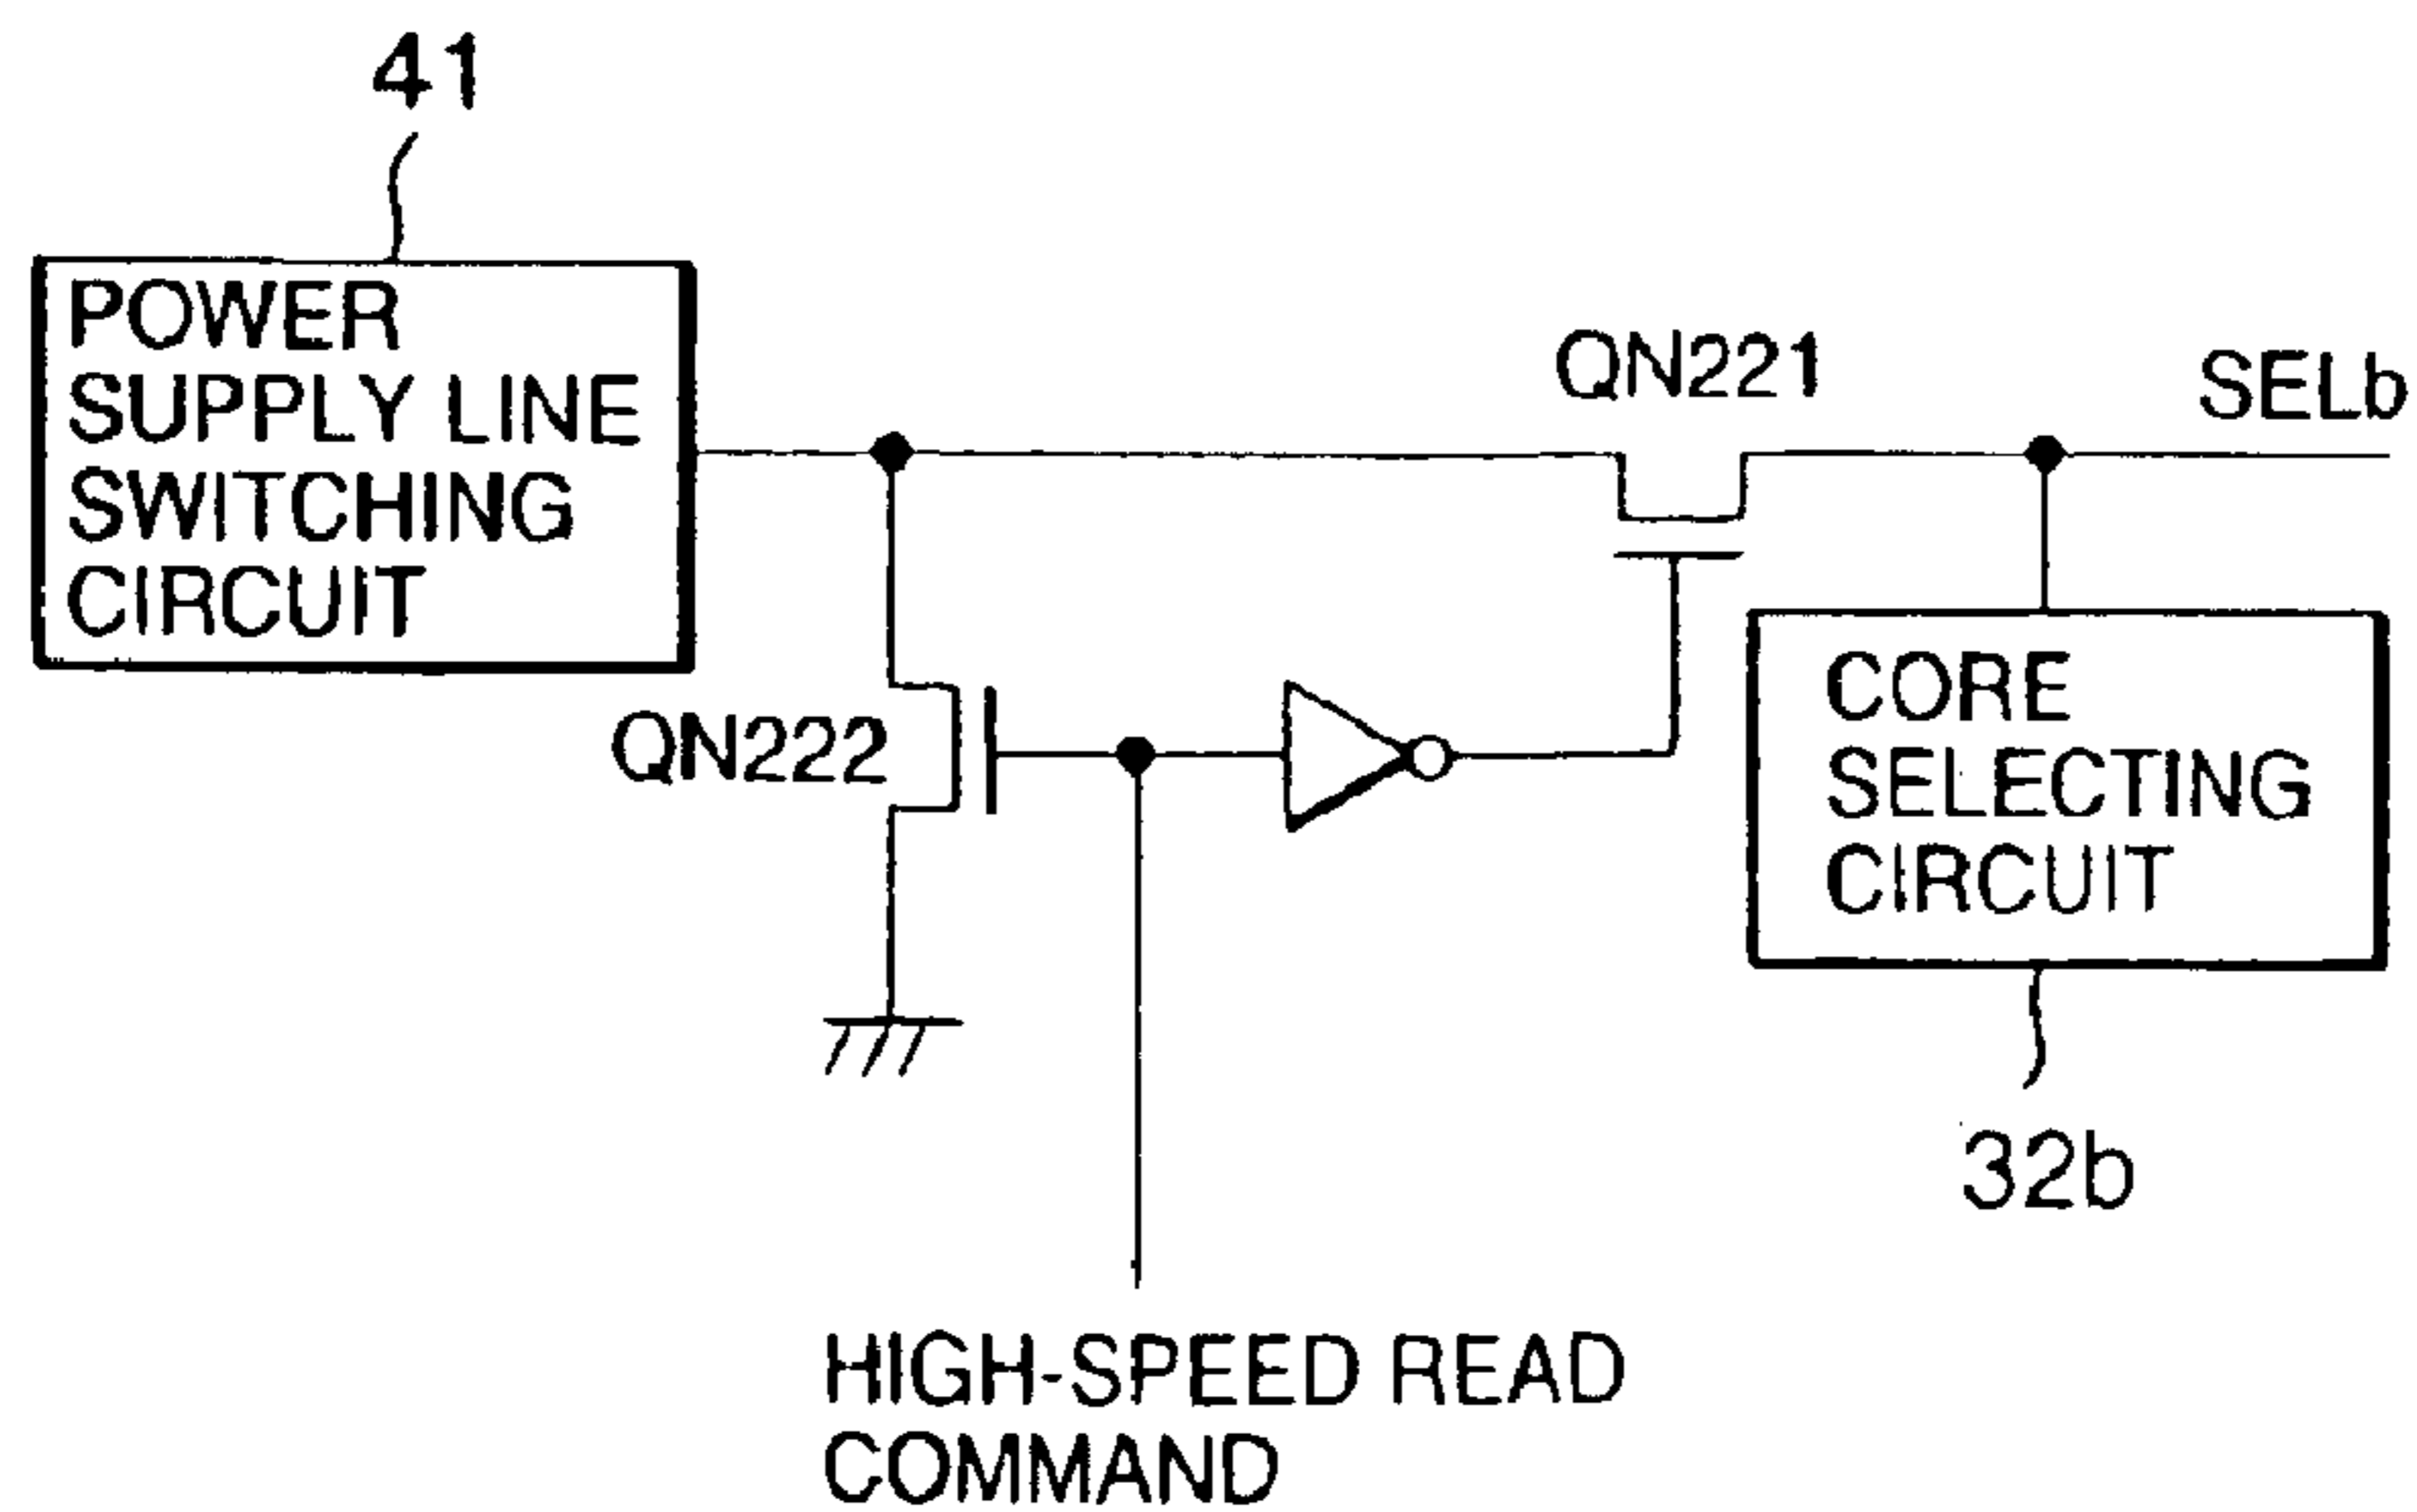 41
POWER
SUPPLY LINE
SWITCHING
CIRCUIT
QN221
SELb
QN222
CORE
SELECTING
CIRCUIT
32b
HIGH-SPEED READ
COMMAND